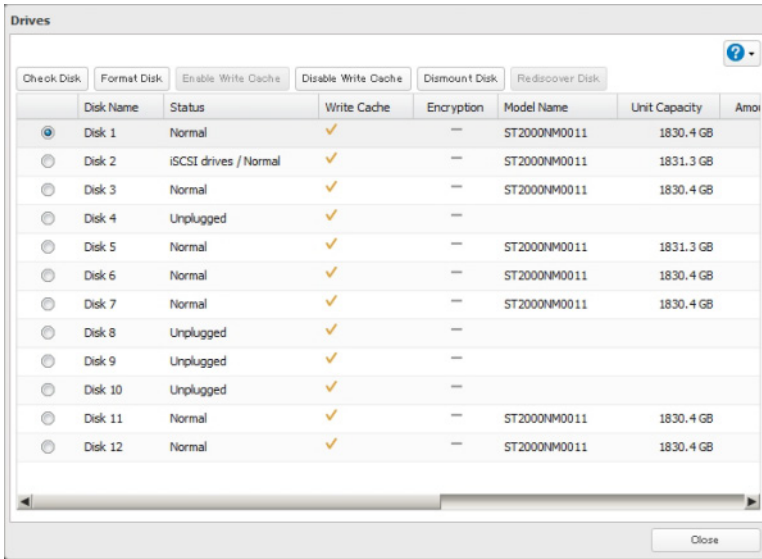 Drives
?
Check Disk Format Disk Enable Write Cache Disable Write Cache Dismount Disk Rediscover Disk
Disk Name Status Write Cache Encryption Model Name Unit Capacity Amou
Disk 1 Normal ST2000NM0011 1830.4 GB
Disk 2 iSCSI drives / Normal ST2000NM0011 1831.3 GB
Disk 3 Normal ST2000NM0011 1830.4 GB
Disk 4 Unplugged
Disk 5 Normal ST2000NM0011 1831.3 GB
Disk 6 Normal ST2000NM0011 1830.4 GB
Disk 7 Normal ST2000NM0011 1830.4 GB
Disk 8 Unplugged
Disk 9 Unplugged
Disk 10 Unplugged
Disk 11 Normal ST2000NM0011 1830.4 GB
Disk 12 Normal ST2000NM0011 1830.4 GB
Close